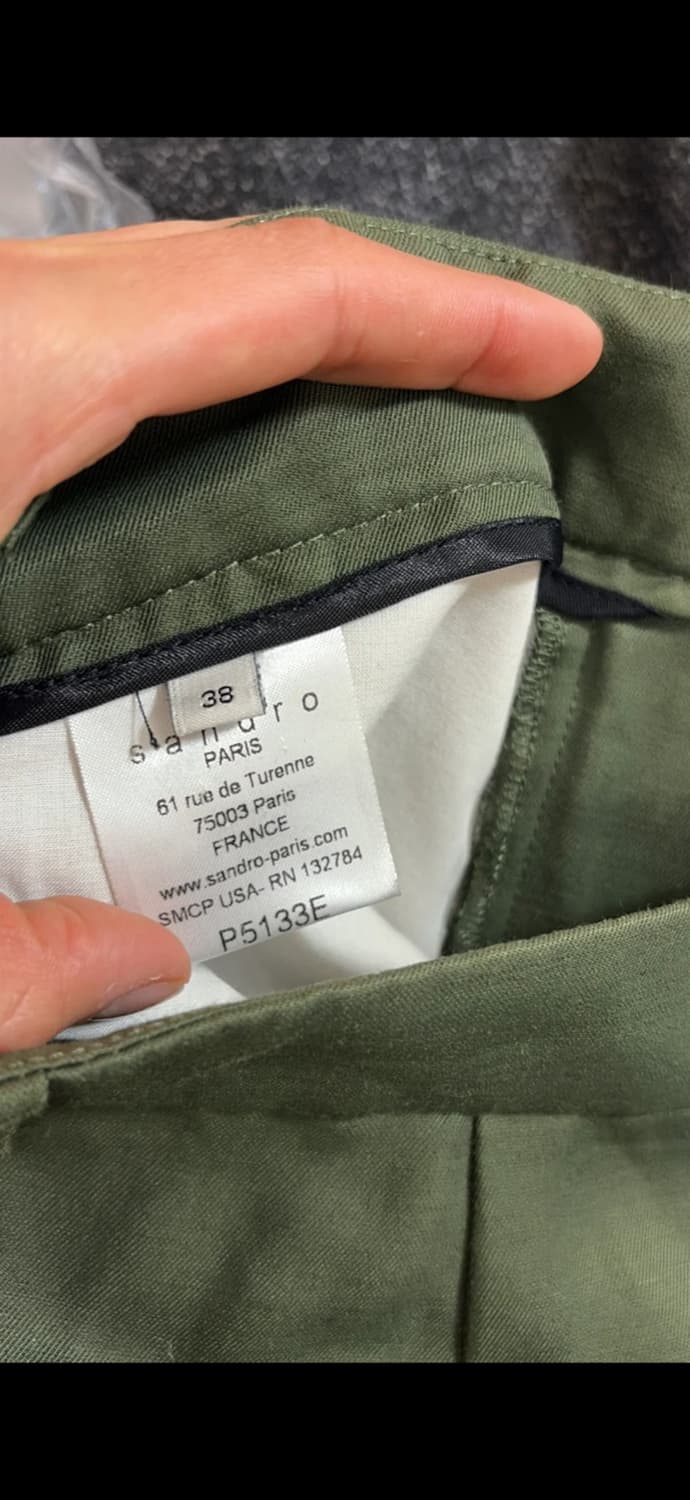 38
sandro
PARIS
61 rue de Turenne
75003 Paris
FRANCE
www.sandro-paris.com
SMCP USA- RN 132784
P5133E